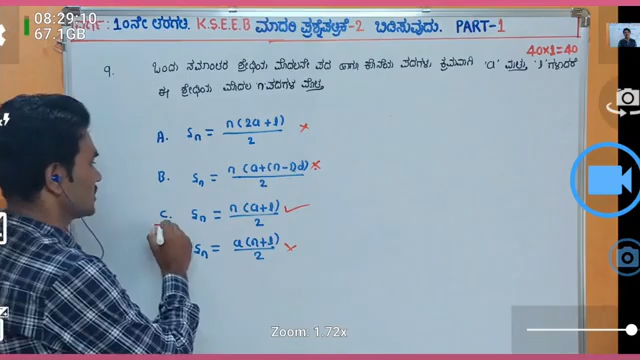 08:29:10
67.1GB
ವಿಷಯ: 10ನೇ ತರಗತಿ. K.S.E.E.B ಮಾದರಿ ಪ್ರಶ್ನೆಪತ್ರಿಕೆ-2 ಬಿಡಿಸುವುದು. PART-1
40×1=40
9. ಒಂದು ಸಮಾಂತರ ಶ್ರೇಢಿಯ ಮೊದಲನೇ ಪದ ಹಾಗೂ ಕೊನೆಯ ಪದಗಳು ಕ್ರಮವಾಗಿ 'a' ಮತ್ತು 'l' ಗಳಾದರೆ
ಈ ಶ್ರೇಢಿಯ ಮೊದಲ n ಪದಗಳ ಮೊತ್ತ
A. Sn = n(2a+l)/2 ×
B. Sn = n(a+(n-1)d)/2 ×
C. Sn = n(a+l)/2 ✓
Sn = a(n+l)/2 ×
Zoom: 1.72x